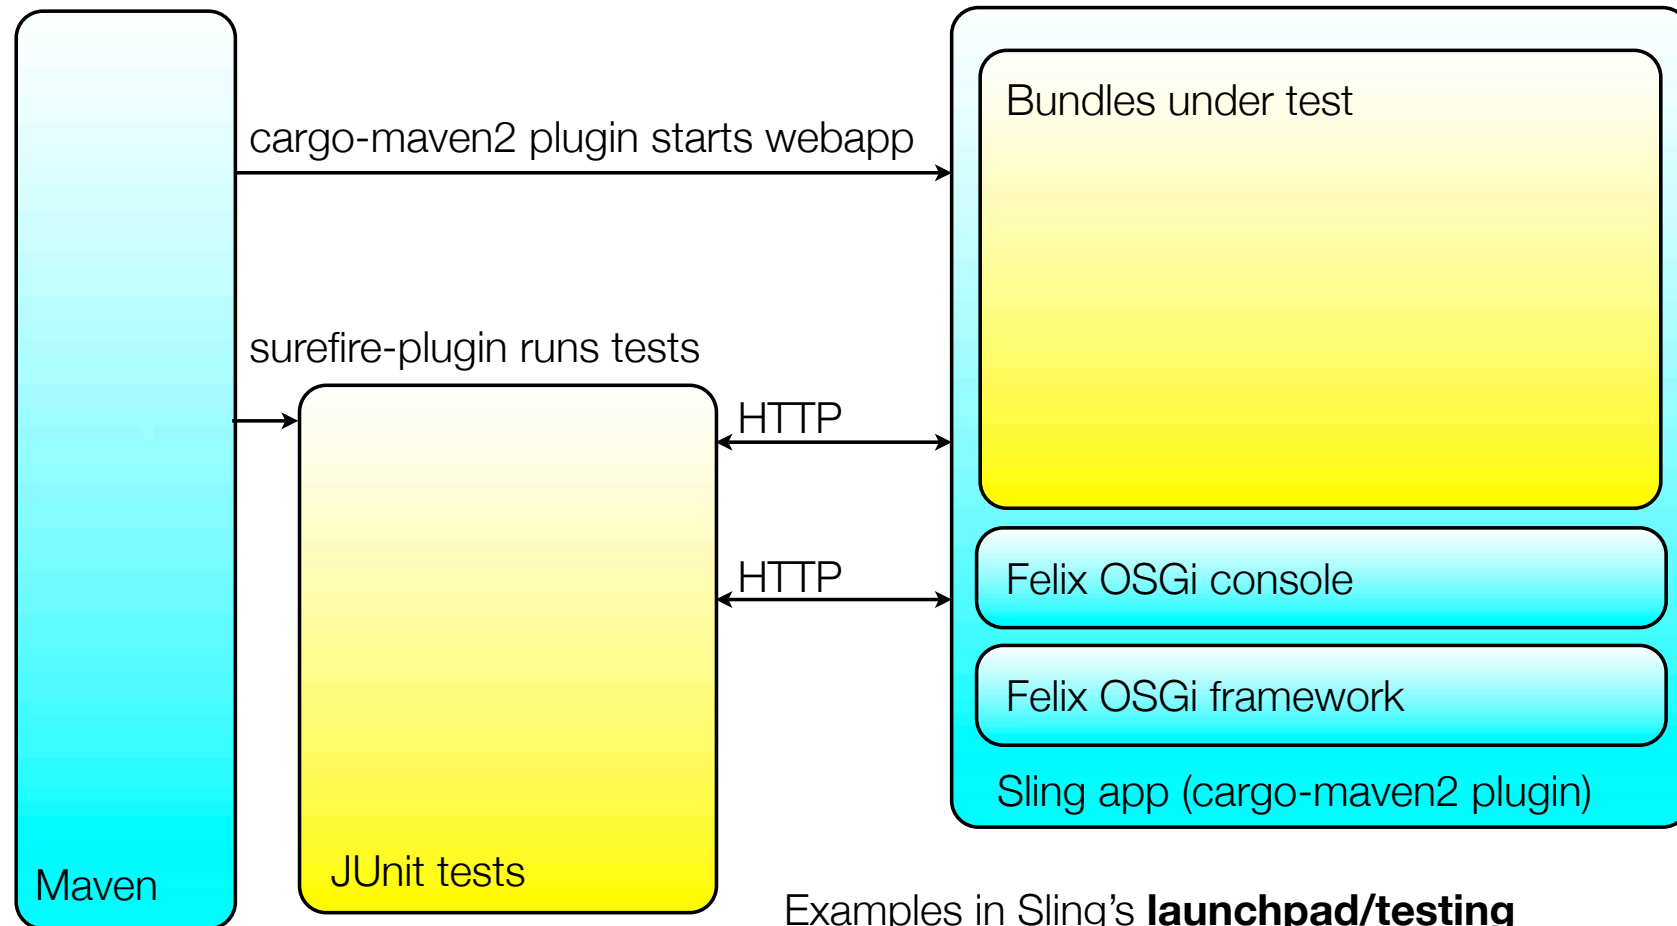 cargo-maven2 plugin starts webapp
Bundles under test
surefire-plugin runs tests
HTTP
HTTP
Felix OSGi console
Felix OSGi framework
Sling app (cargo-maven2 plugin)
JUnit tests
Maven
Examples in Sling's launchpad/testing